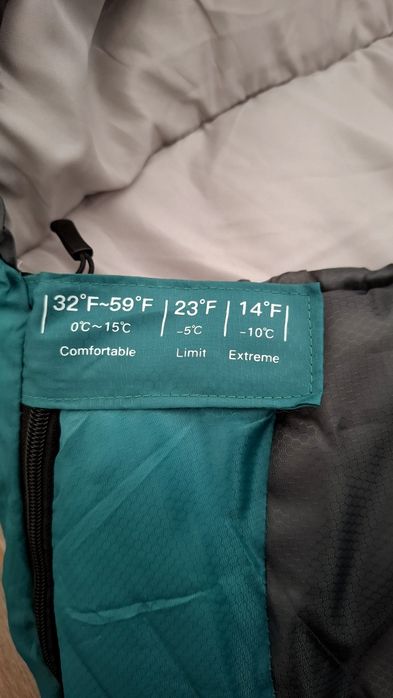 32°F~59°F | 23°F | 14°F
0℃~15℃ -5℃ -10℃
Comfortable Limit Extreme